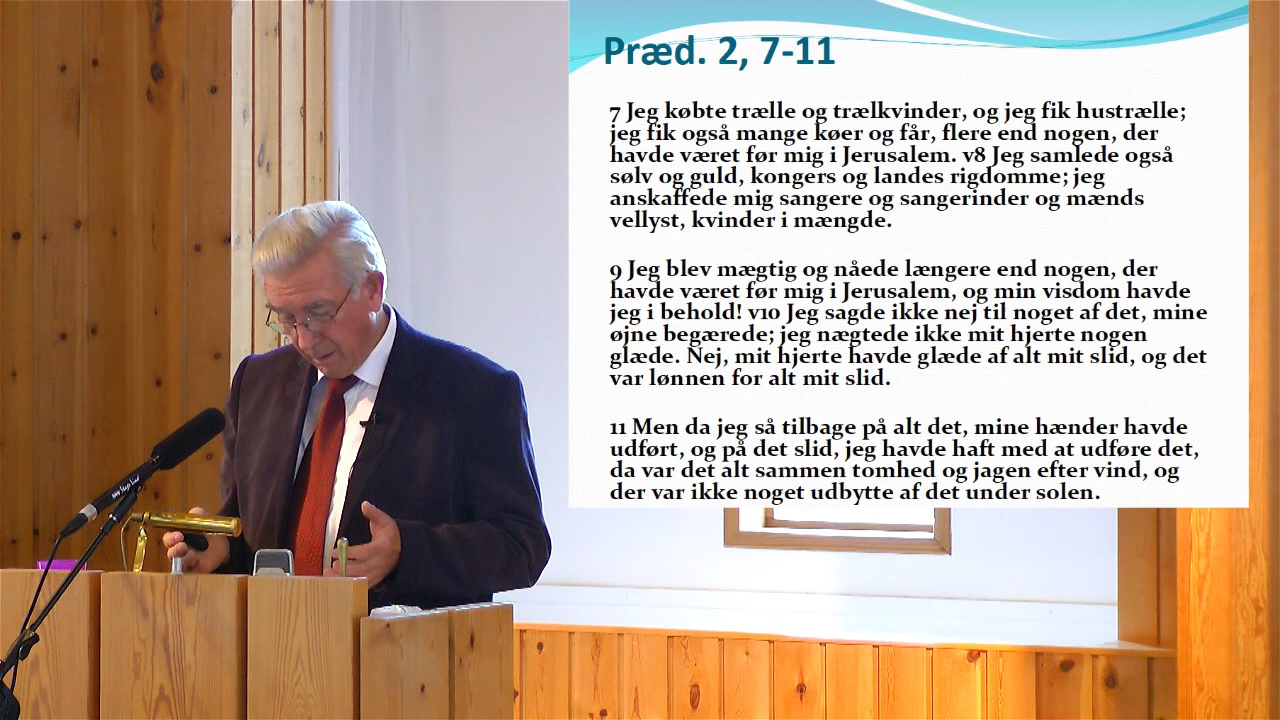 Præd. 2, 7-11
7 Jeg købte trælle og trælkvinder, og jeg fik hustrælle;
jeg fik også mange køer og får, flere end nogen, der
havde været før mig i Jerusalem. v8 Jeg samlede også
sølv og guld, kongers og landes rigdomme; jeg
anskaffede mig sangere og sangerinder og mænds
vellyst, kvinder i mængde.
9 Jeg blev mægtig og nåede længere end nogen, der
havde været før mig i Jerusalem, og min visdom havde
jeg i behold! v10 Jeg sagde ikke nej til noget af det, mine
øjne begærede; jeg nægtede ikke mit hjerte nogen
glæde. Nej, mit hjerte havde glæde af alt mit slid, og det
var lønnen for alt mit slid.
11 Men da jeg så tilbage på alt det, mine hænder havde
udført, og på det slid, jeg havde haft med at udføre det,
da var det alt sammen tomhed og jagen efter vind, og
der var ikke noget udbytte af det under solen.